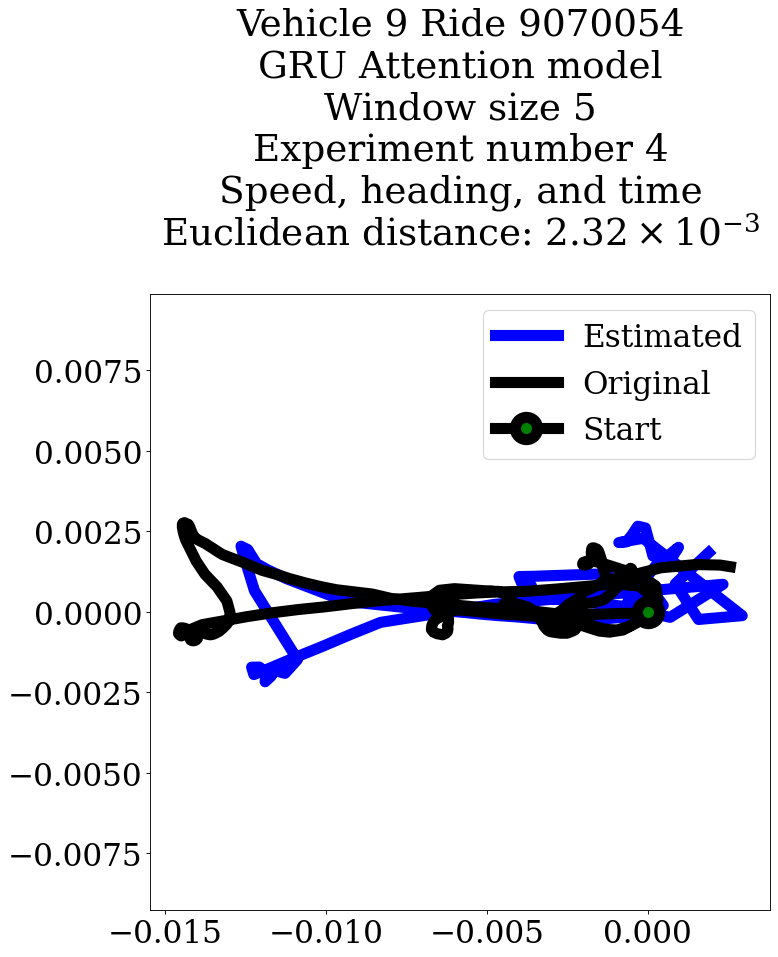 Vehicle 9 Ride 9070054
GRU Attention model
Window size 5
Experiment number 4
Speed, heading, and time
Euclidean distance: 2.32 × 10⁻³
Estimated
Original
Start
0.0075
0.0050
0.0025
0.0000
−0.0025
−0.0050
−0.0075
−0.015 −0.010 −0.005 0.000